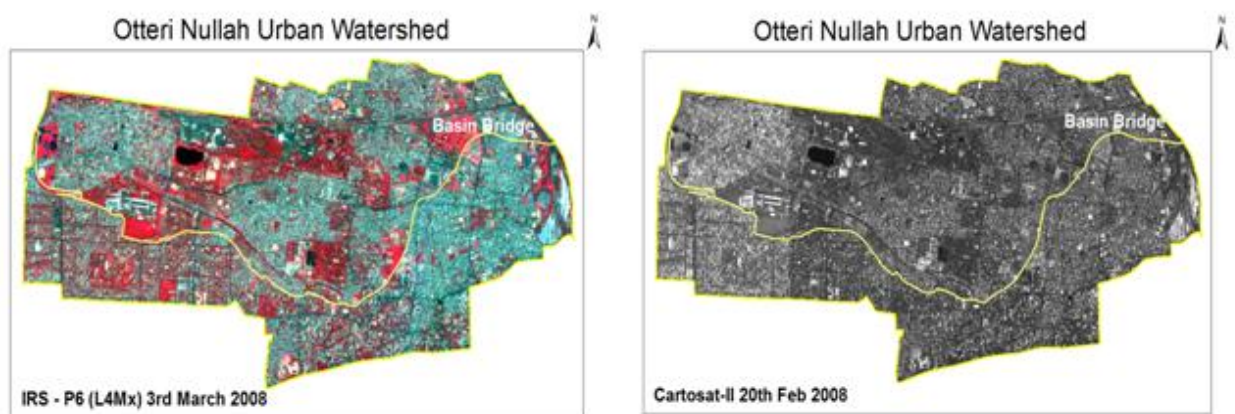 Otteri Nullah Urban Watershed
N
Basin Bridge
IRS - P6 (L4Mx) 3rd March 2008
Otteri Nullah Urban Watershed
N
Basin Bridge
Cartosat-II 20th Feb 2008